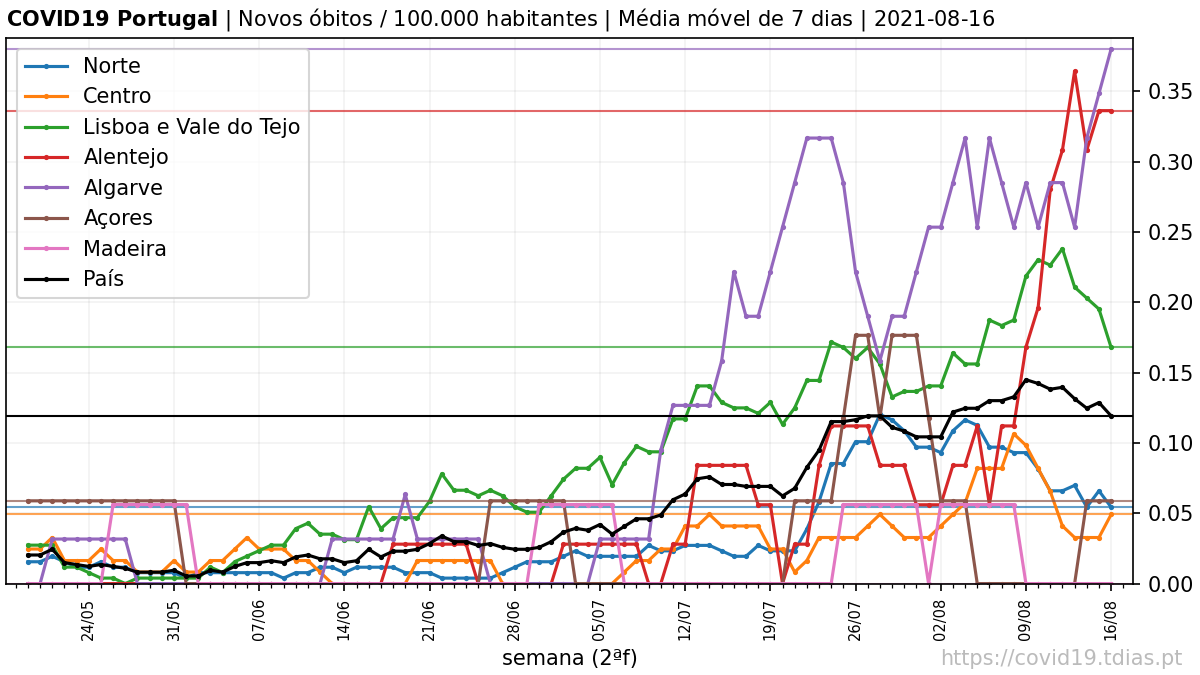 COVID19 Portugal | Novos óbitos / 100.000 habitantes | Média móvel de 7 dias | 2021-08-16
Norte
Centro
Lisboa e Vale do Tejo
Alentejo
Algarve
Açores
Madeira
País
0.35
0.30
0.25
0.20
0.15
0.10
0.05
0.00
24/05
31/05
07/06
14/06
21/06
28/06
05/07
12/07
19/07
26/07
02/08
09/08
16/08
semana (2ªf)
https://covid19.tdias.pt